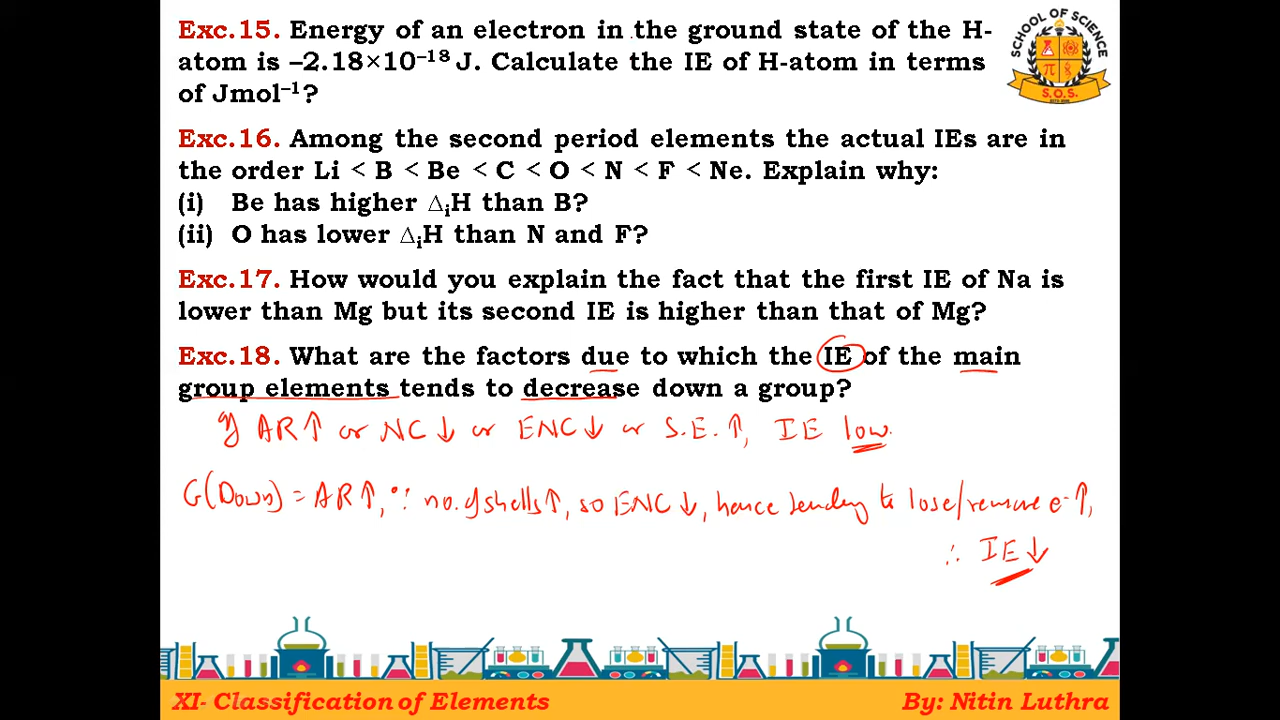 Exc.15. Energy of an electron in the ground state of the H-
atom is –2.18×10⁻¹⁸ J. Calculate the IE of H-atom in terms
of Jmol⁻¹?
SCHOOL OF SCIENCE
S.O.S.
Exc.16. Among the second period elements the actual IEs are in
the order Li < B < Be < C < O < N < F < Ne. Explain why:
(i) Be has higher ∆ᵢH than B?
(ii) O has lower ∆ᵢH than N and F?
Exc.17. How would you explain the fact that the first IE of Na is
lower than Mg but its second IE is higher than that of Mg?
Exc.18. What are the factors due to which the IE of the main
group elements tends to decrease down a group?
If AR↑ or NC↓ or ENC↓ or S.E.↑, IE low.
G(Down) = AR↑, ∵ no. of shells↑, so ENC↓, hence tendency to lose/remove e⁻↑,
∴ IE↓
XI- Classification of Elements
By: Nitin Luthra